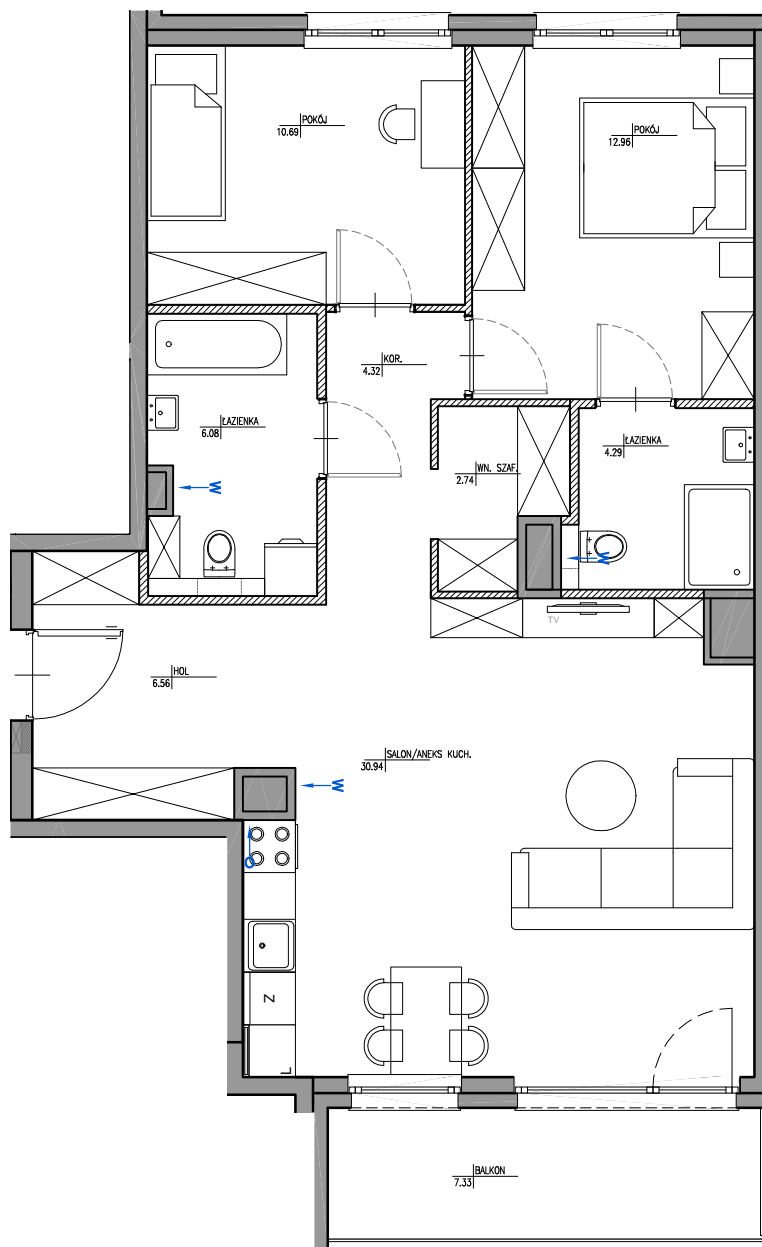 POKÓJ
10.69
POKÓJ
12.96
KOR.
4.32
ŁAZIENKA
6.08
ŁAZIENKA
4.29
WN. SZAF.
2.74
W
W
TV
HOL
6.56
SALON/ANEKS KUCH.
30.94
W
O
Z
L
BALKON
7.33